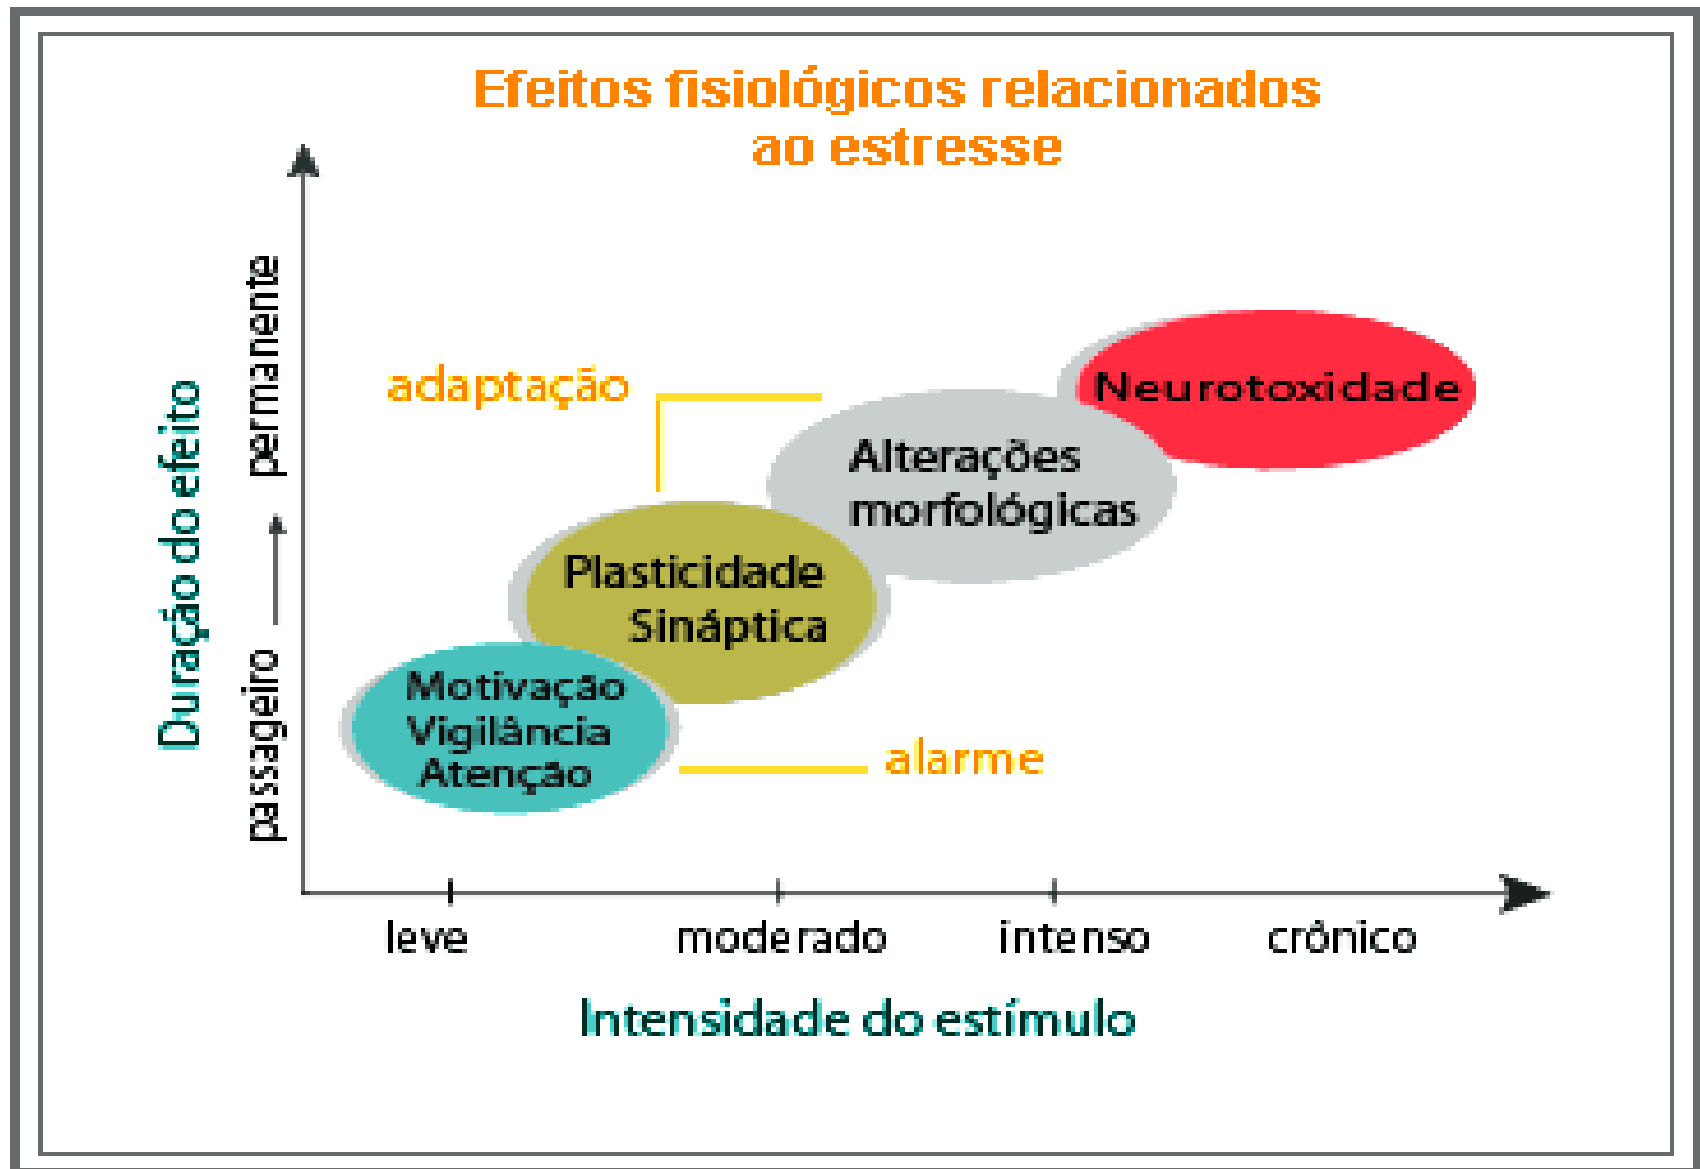 Efeitos fisiológicos relacionados
ao estresse
Duração do efeito
permanente
passageiro
adaptação
Neurotoxidade
Alterações
morfológicas
Plasticidade
Sináptica
Motivação
Vigilância
Atenção
alarme
leve
moderado
intenso
crônico
Intensidade do estímulo